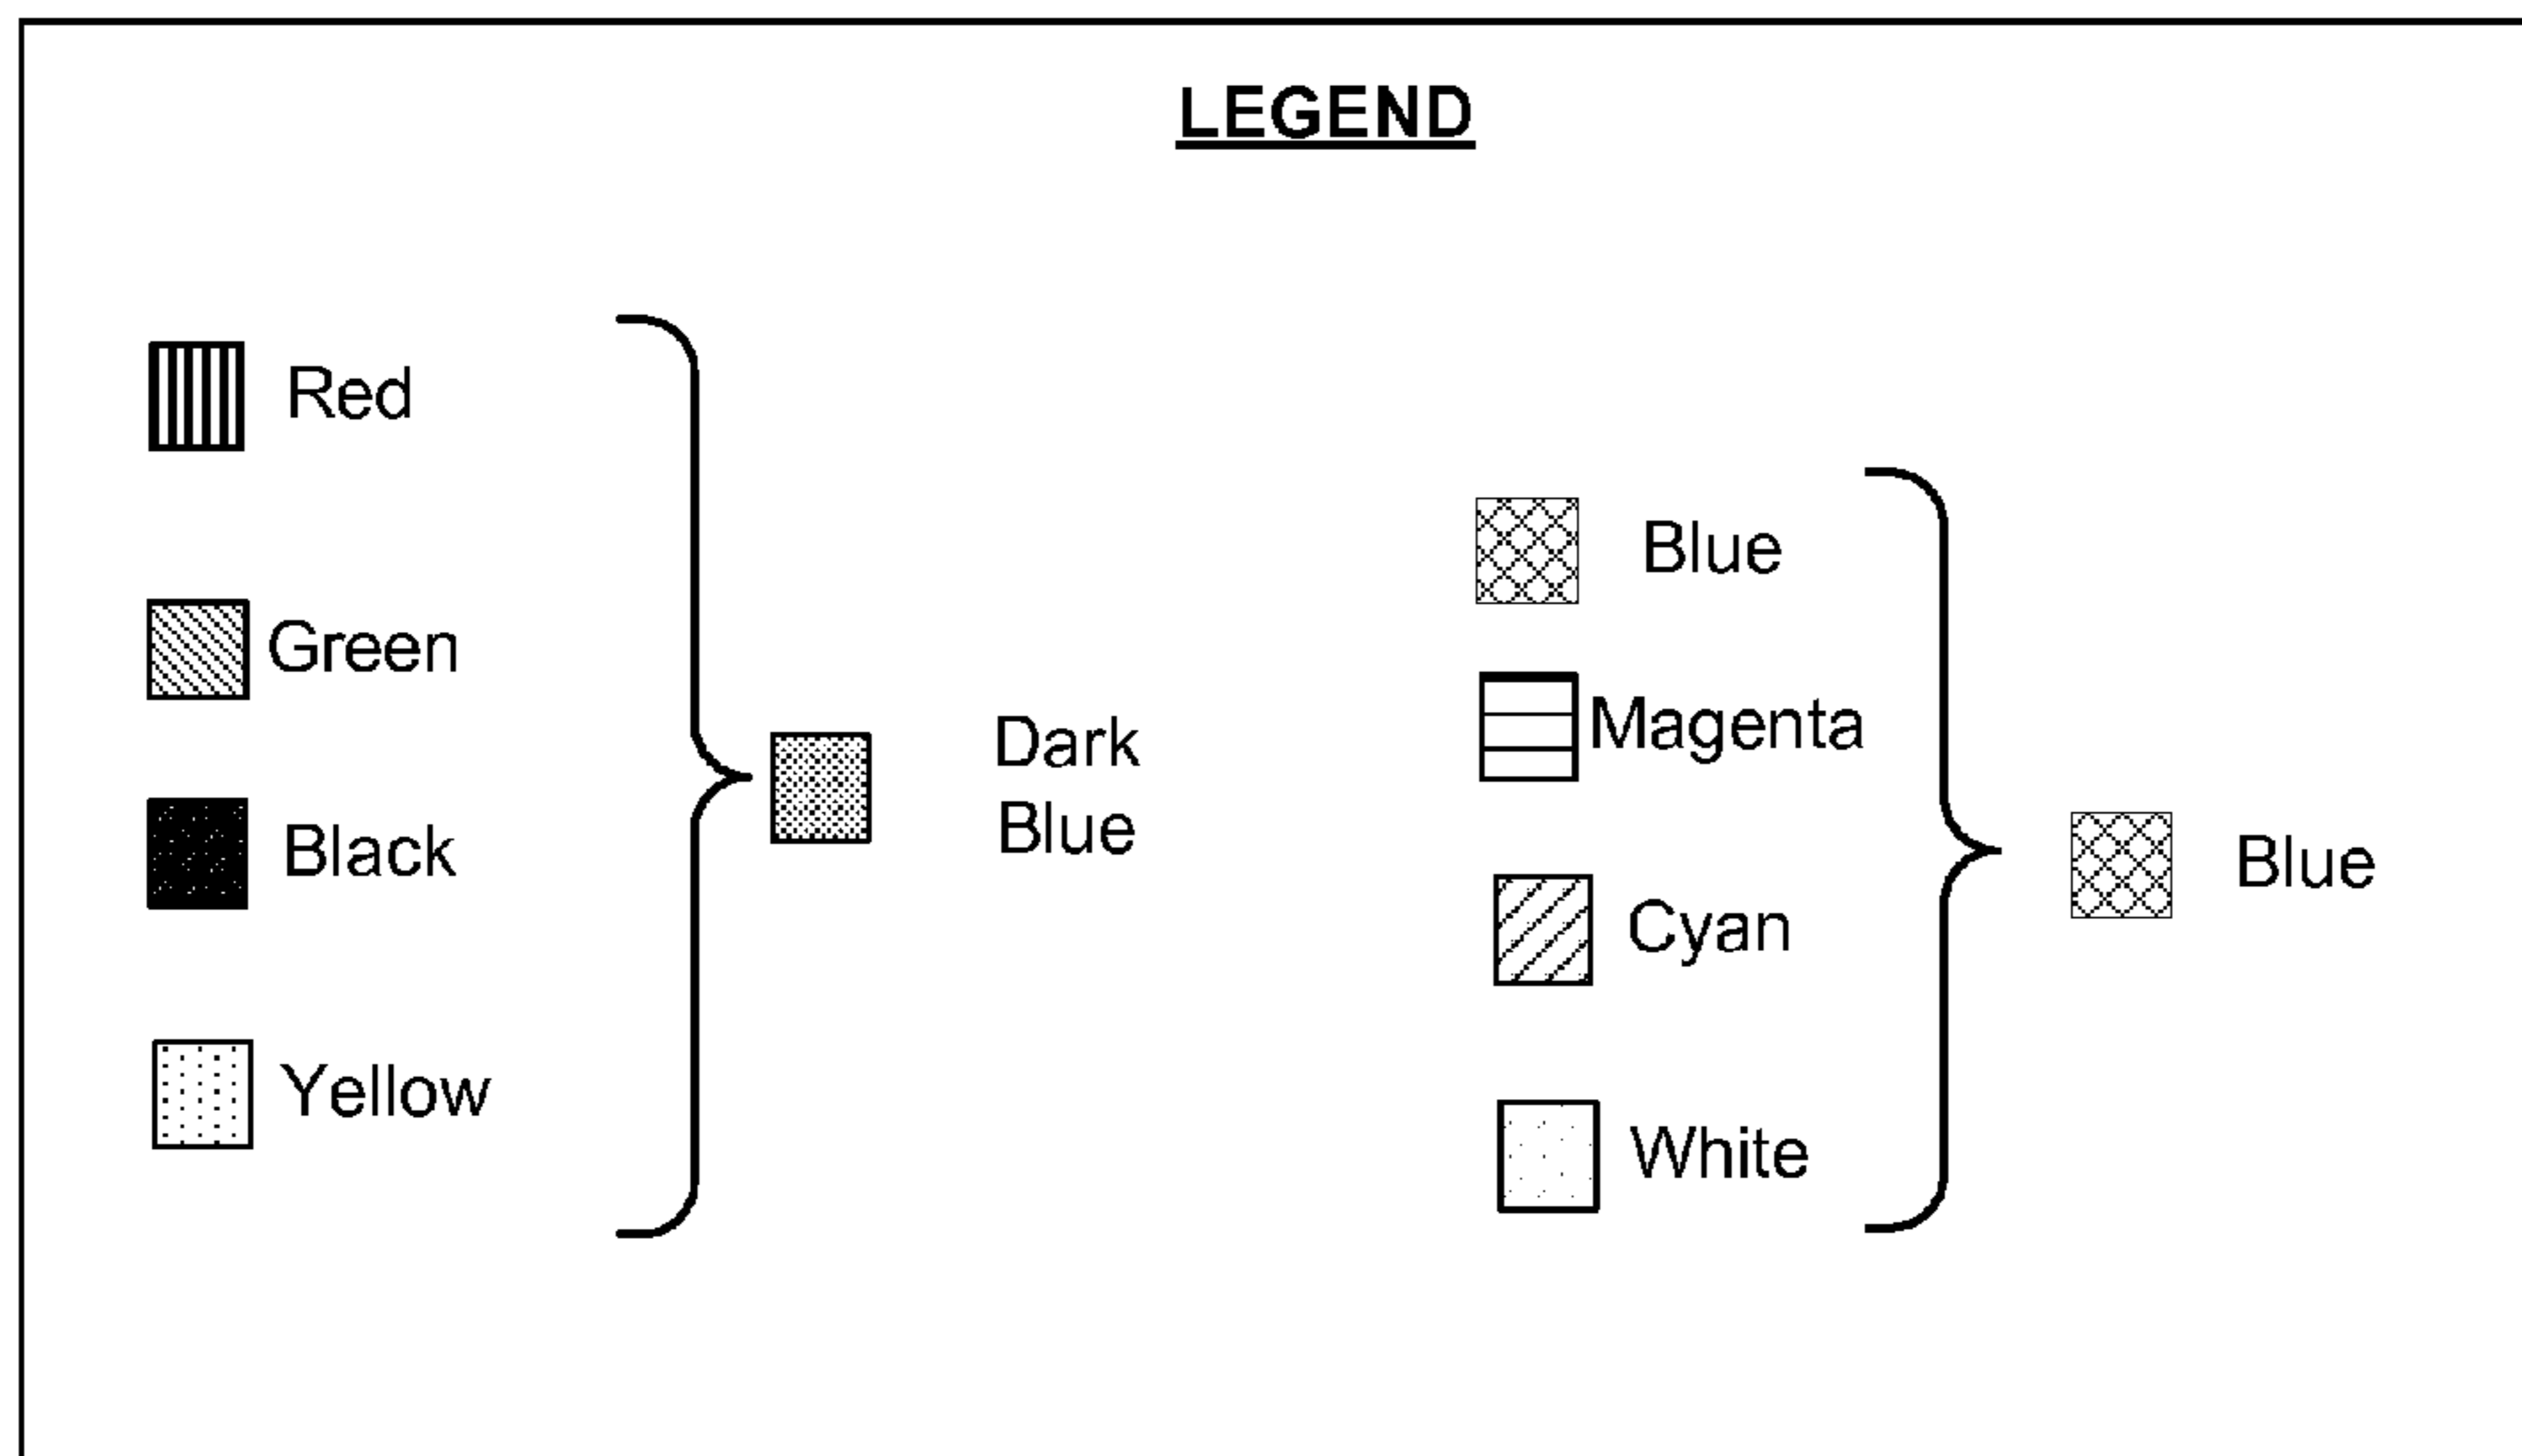 LEGEND
Red
Green
Black
Yellow
Dark
Blue
Blue
Magenta
Cyan
White
Blue